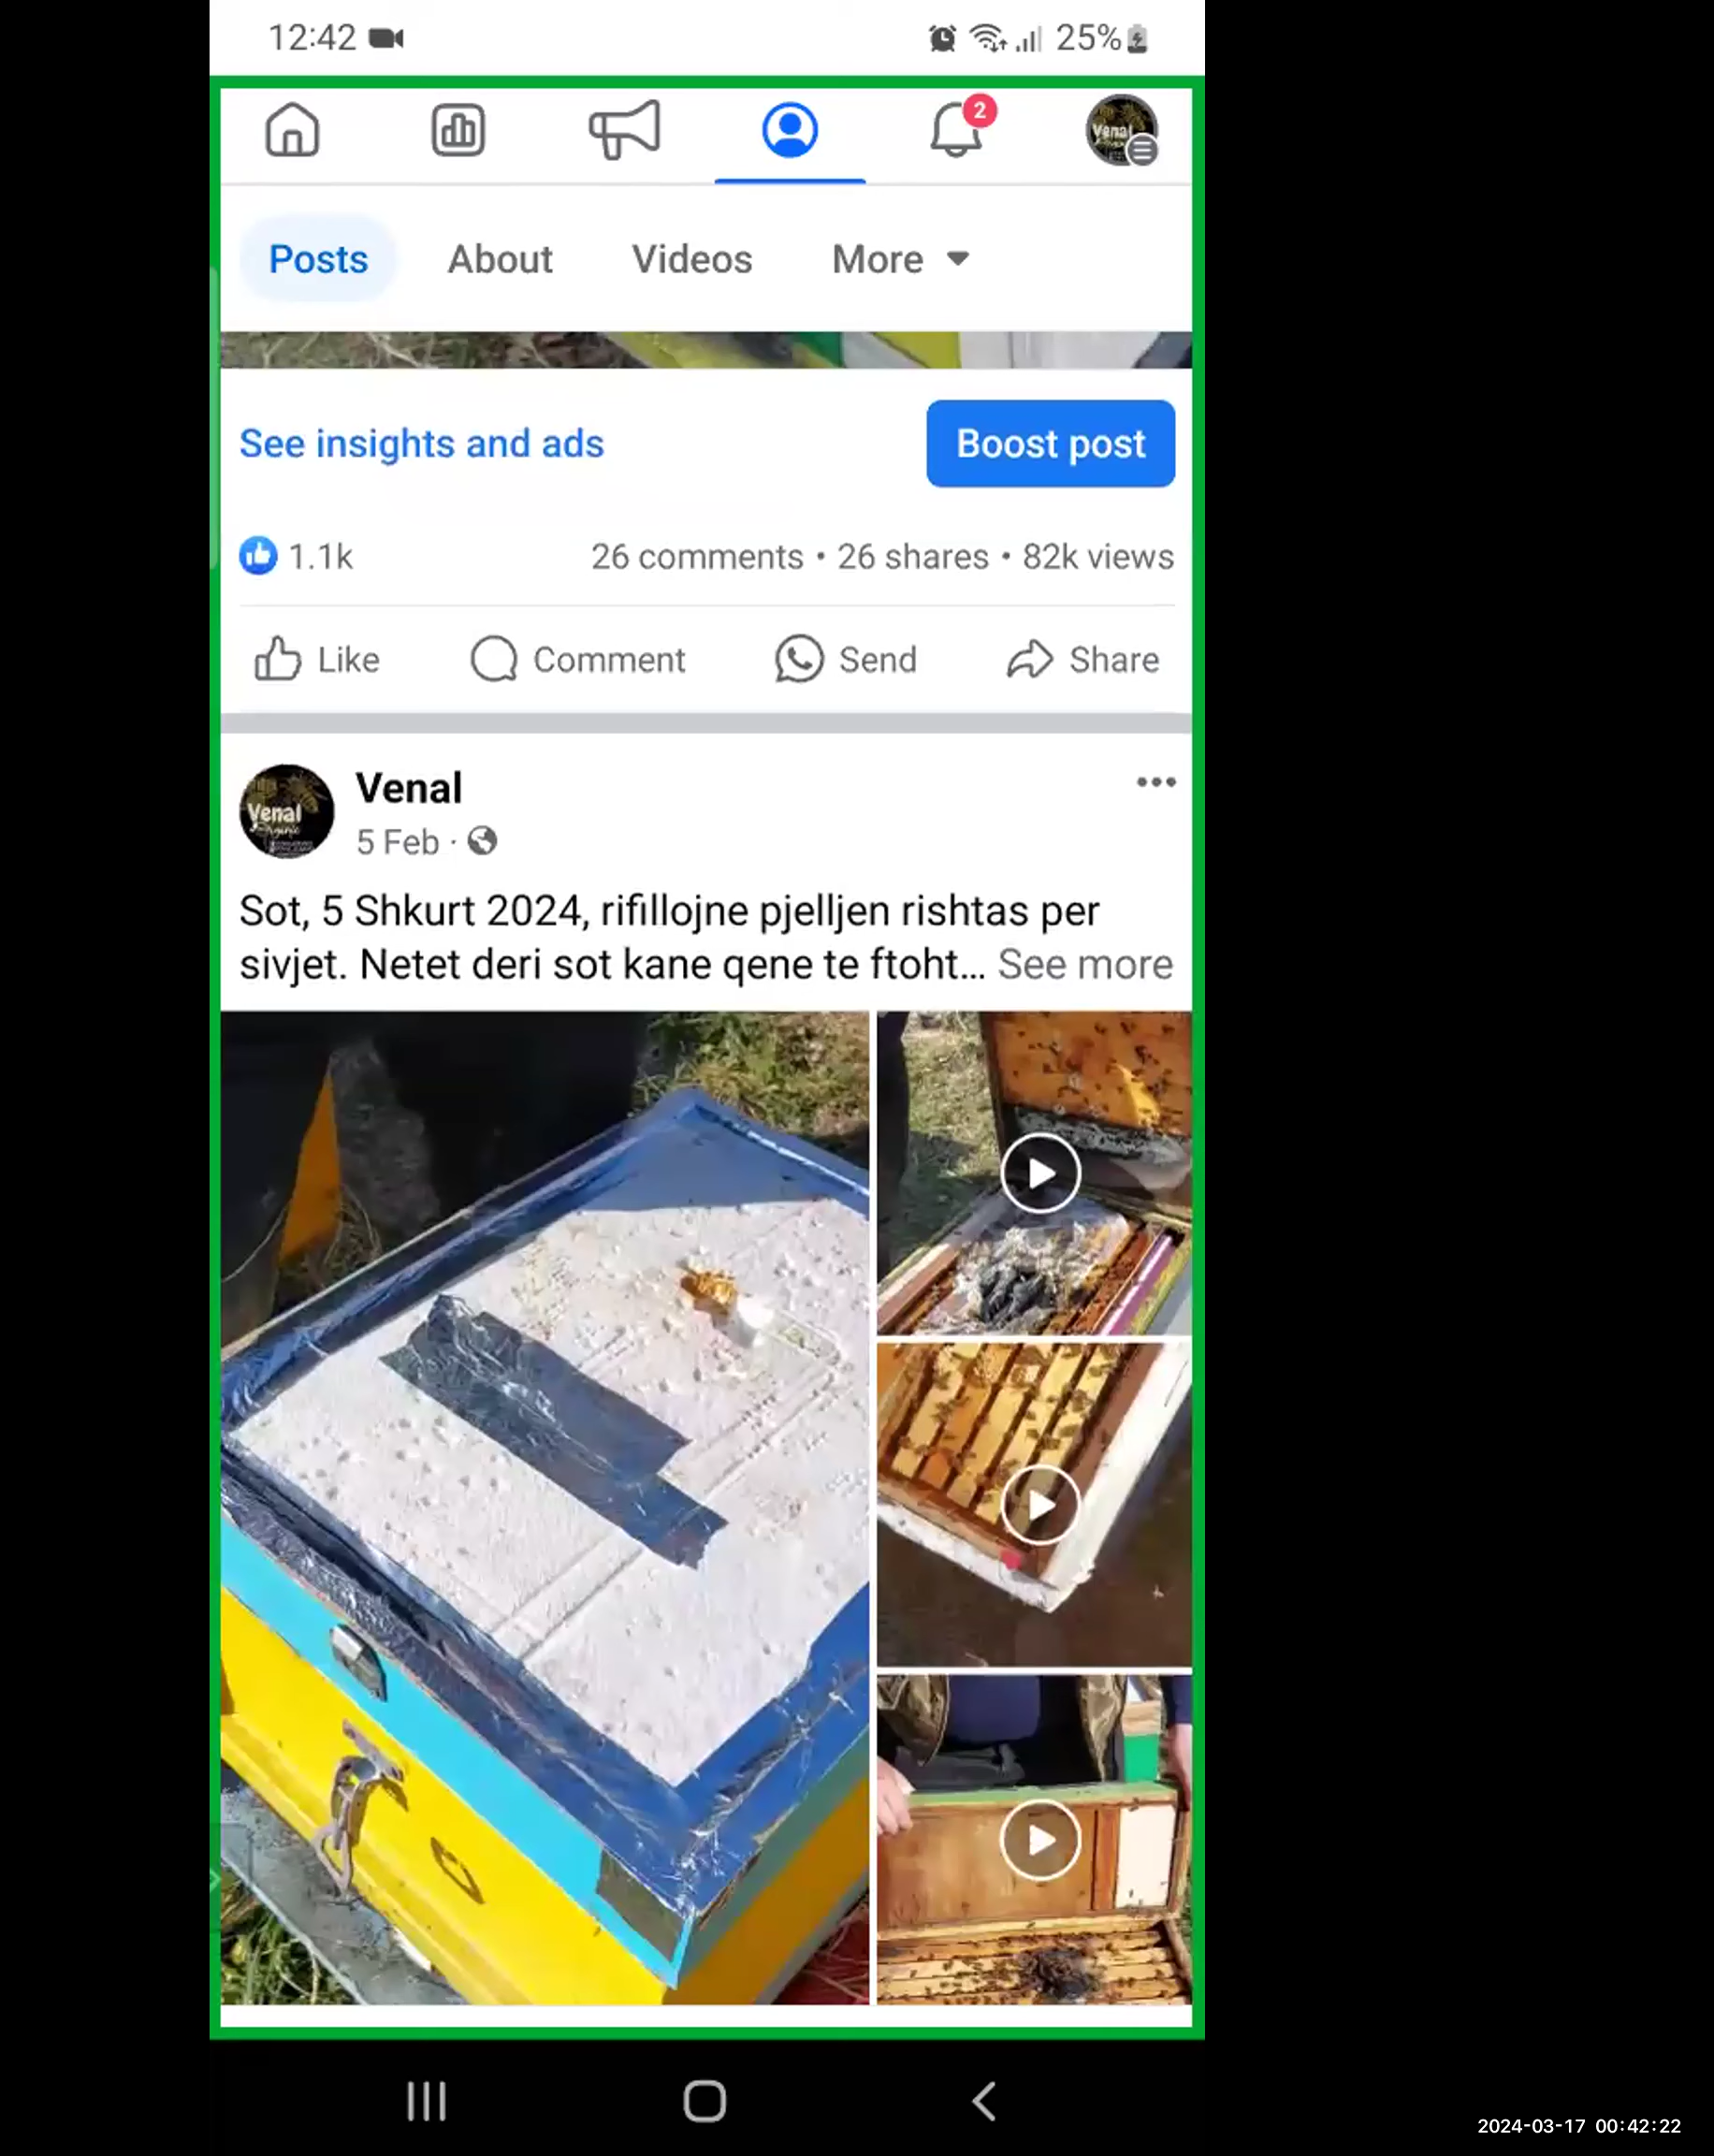 12:42
25%
2
Venal
Posts About Videos More
See insights and ads Boost post
1.1k 26 comments • 26 shares • 82k views
Like Comment Send Share
Venal
Venal
5 Feb ·
Sot, 5 Shkurt 2024, rifillojne pjelljen rishtas per
sivjet. Netet deri sot kane qene te ftoht... See more
2024-03-17 00:42:22